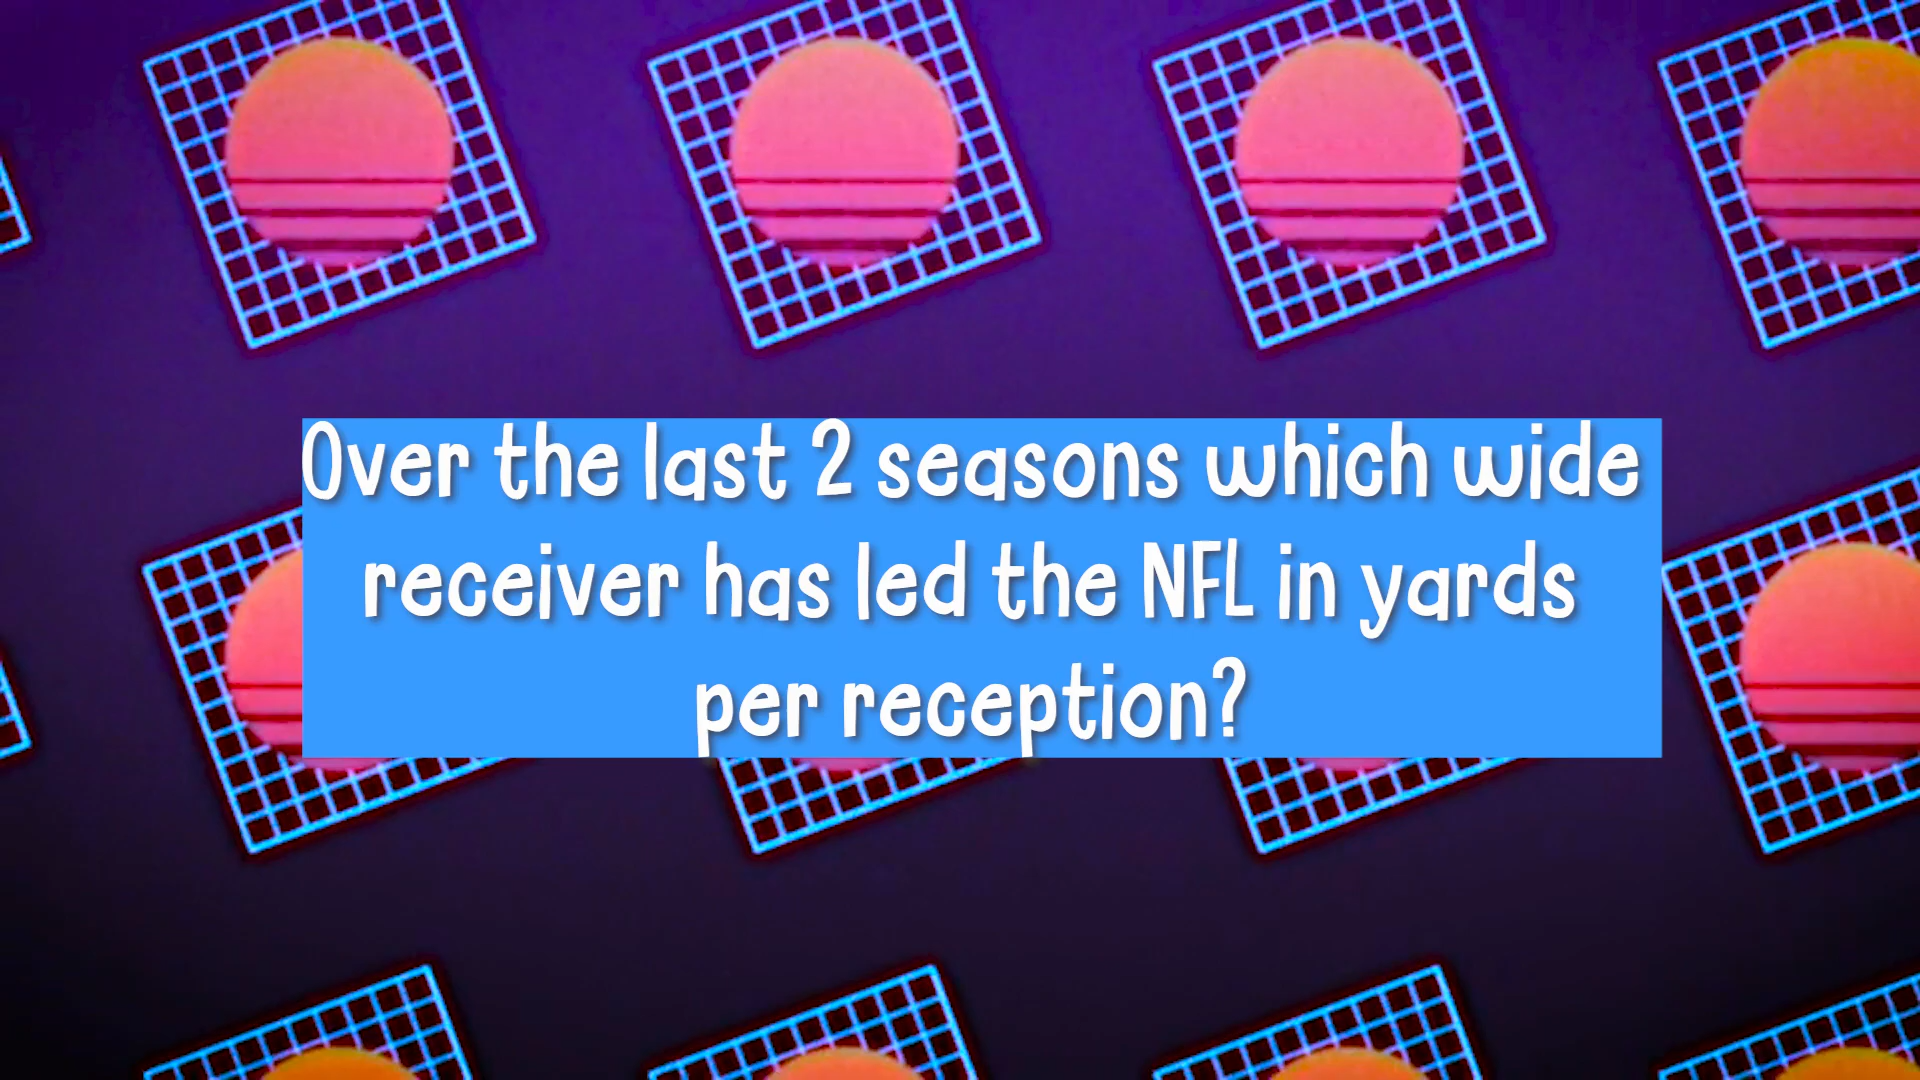 Over the last 2 seasons which wide
receiver has led the NFL in yards
per reception?